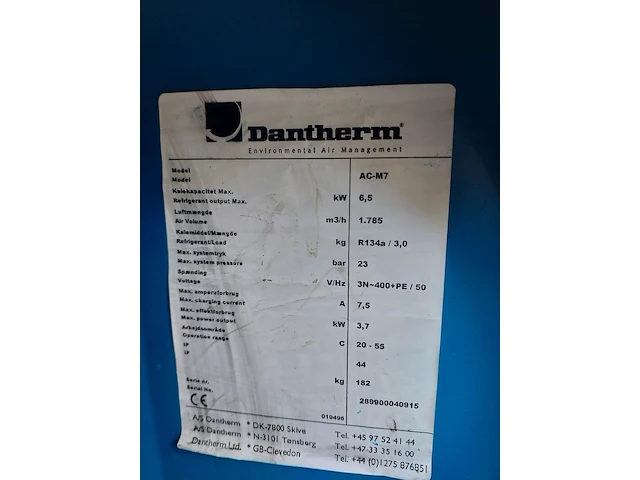 Dantherm®
Environmental Air Management
Model
Model AC-M7
Kølekapacitet Max.
Refrigerant output Max. kW 6,5
Luftmængde
Air Volume m3/h 1.785
Kølemiddel/Mængde
Refrigerant/Load kg R134a / 3,0
Max. systemtryk
Max. system pressure bar 23
Spænding
Voltage V/Hz 3N~400+PE / 50
Max. ampereforbrug
Max. charging current A 7,5
Max. effektforbrug
Max. power output kW 3,7
Arbejdsområde
Operation range C 20 - 55
IP
IP 44
kg 182
Serie nr.
Serial No. 289900040915
CE 019496
A/S Dantherm * DK-7800 Skive Tel. +45 97 52 41 44
A/S Dantherm * N-3101 Tønsberg Tel. +47 33 35 16 00
Dantherm Ltd. * GB-Clevedon Tel. +44 (0)1275 876851